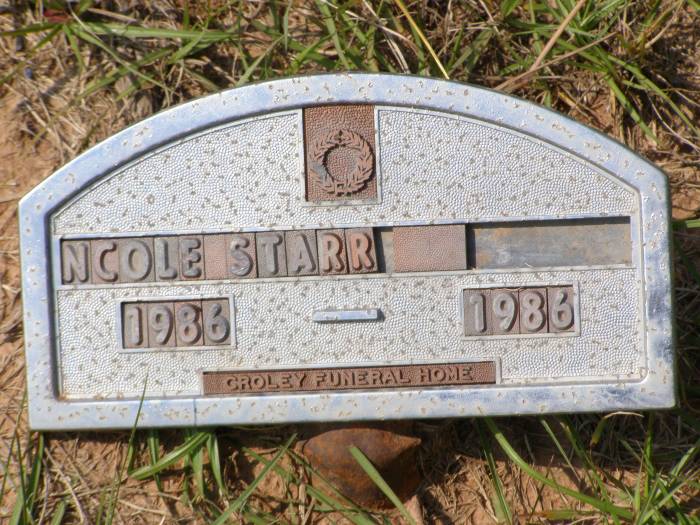 NCOLE STARR
1986 - 1986
CROLEY FUNERAL HOME